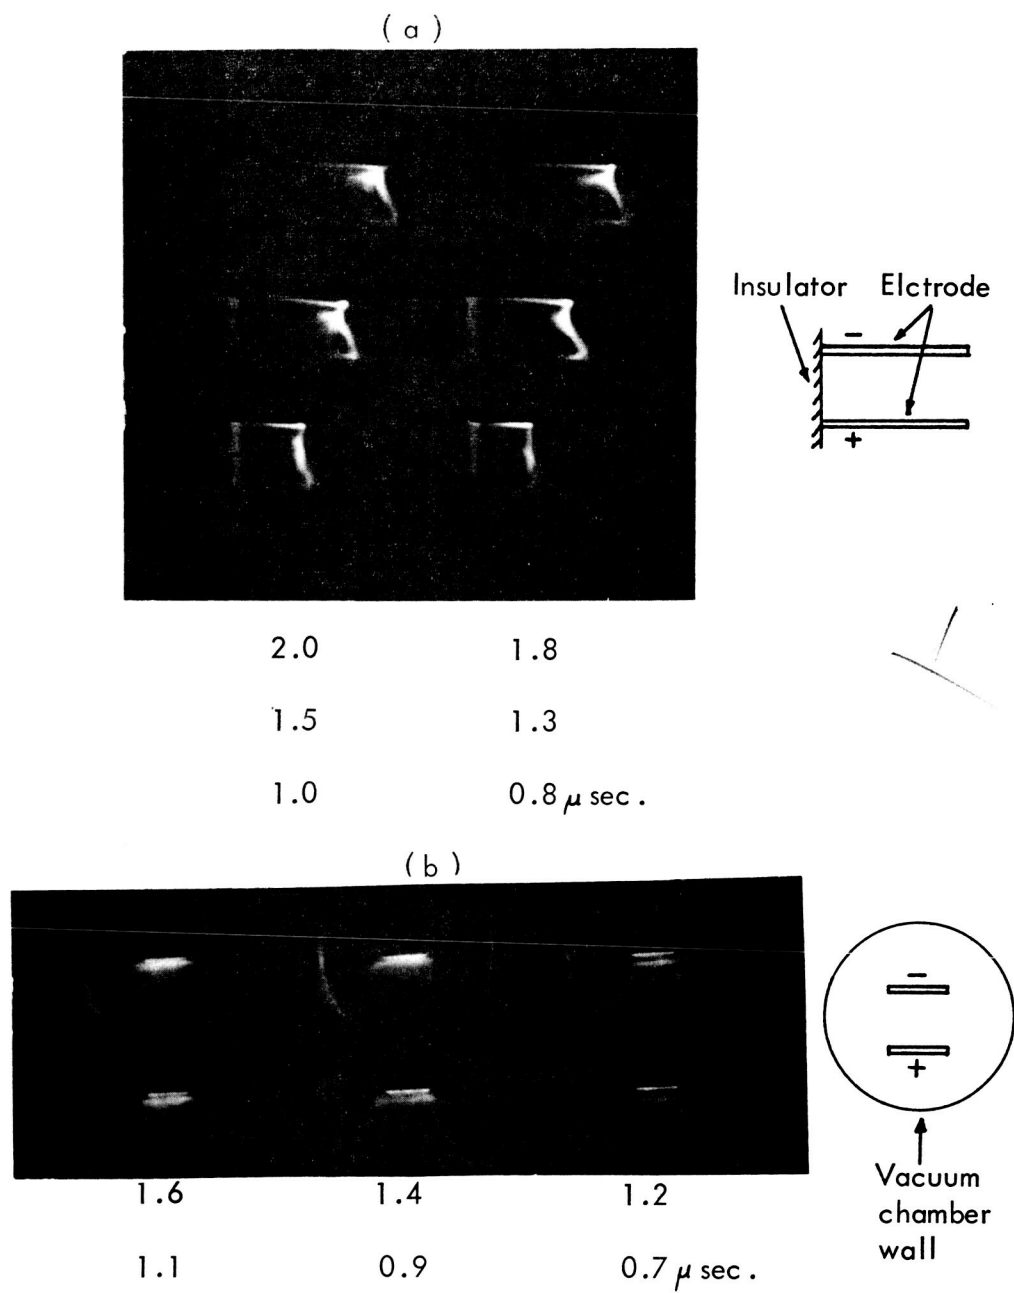 (a)
Insulator Elctrode
−
+
2.0 1.8
1.5 1.3
1.0 0.8 μ sec.
(b)
−
+
Vacuum
chamber
wall
1.6 1.4 1.2
1.1 0.9 0.7 μ sec.